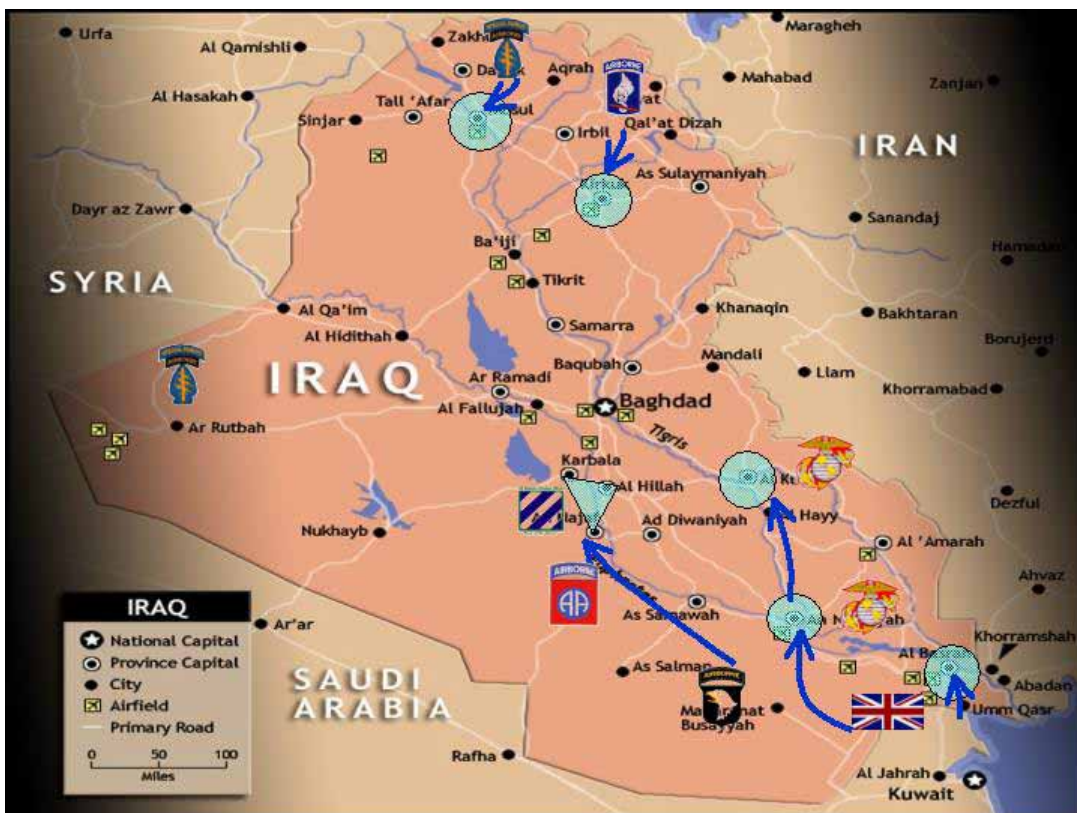 Urfa
Al Qamishli
Maragheh
Aqrah
AIRBORNE
Mahabad
Zanjan
Al Hasakah
Tall 'Afar
Sinjar
Irbil
Qal'at Dizah
IRAN
As Sulaymaniyah
Dayr az Zawr
Kirkuk
Sanandaj
Ba'iji
SYRIA
Tikrit
Al Qa'im
Khanaqin
Bakhtaran
Samarra
Al Hidithah
Borujerd
Baqubah
Mandali
Llam
IRAQ
Ar Ramadi
Khorramabad
Al Fallujah
Baghdad
Ar Rutbah
Tigris
Karbala
Al Hillah
Dezful
Nukhayb
Ad Diwaniyah
Hayy
Al 'Amarah
AIRBORNE
AA
Ahvaz
As Samawah
Khorramshah
Ar'ar
As Salman
Abadan
Umm Qasr
SAUDI
ARABIA
AIRBORNE
Busayyah
Rafha
Al Jahrah
Kuwait
IRAQ
National Capital
Province Capital
City
Airfield
Primary Road
0 50 100
Miles